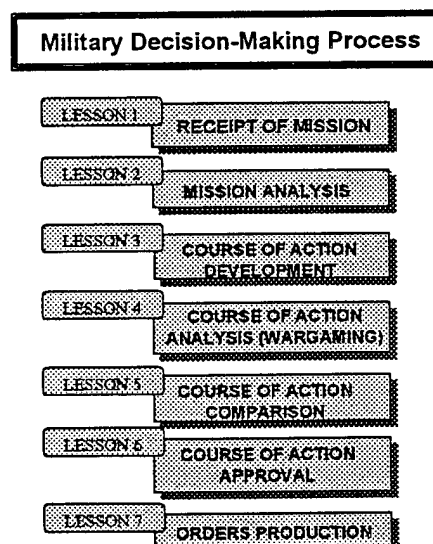 Military Decision-Making Process
LESSON 1
RECEIPT OF MISSION
LESSON 2
MISSION ANALYSIS
LESSON 3
COURSE OF ACTION
DEVELOPMENT
LESSON 4
COURSE OF ACTION
ANALYSIS (WARGAMING)
LESSON 5
COURSE OF ACTION
COMPARISON
LESSON 6
COURSE OF ACTION
APPROVAL
LESSON 7
ORDERS PRODUCTION